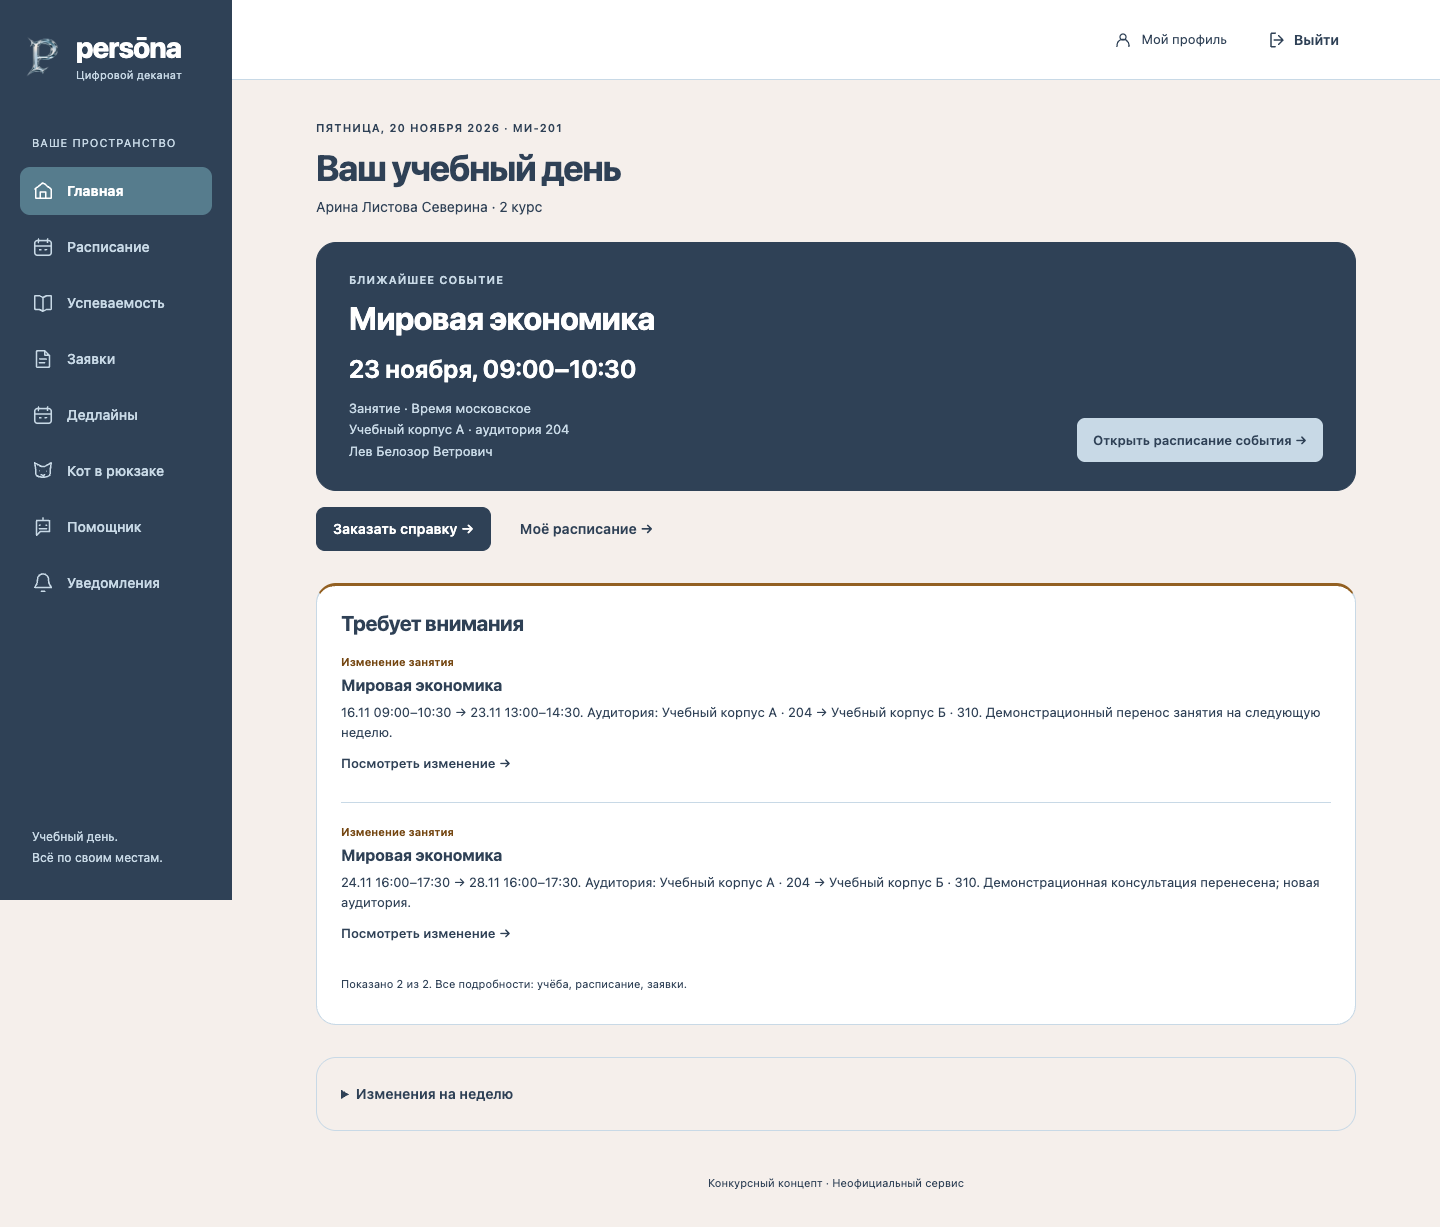 persōna
Цифровой деканат
ВАШЕ ПРОСТРАНСТВО
Главная
Расписание
Успеваемость
Заявки
Дедлайны
Кот в рюкзаке
Помощник
Уведомления
Учебный день.
Всё по своим местам.
Мой профиль
Выйти
ПЯТНИЦА, 20 НОЯБРЯ 2026 · МИ-201
Ваш учебный день
Арина Листова Северина · 2 курс
БЛИЖАЙШЕЕ СОБЫТИЕ
Мировая экономика
23 ноября, 09:00–10:30
Занятие · Время московское
Учебный корпус А · аудитория 204
Лев Белозор Ветрович
Открыть расписание события →
Заказать справку →
Моё расписание →
Требует внимания
Изменение занятия
Мировая экономика
16.11 09:00–10:30 → 23.11 13:00–14:30. Аудитория: Учебный корпус А · 204 → Учебный корпус Б · 310. Демонстрационный перенос занятия на следующую
неделю.
Посмотреть изменение →
Изменение занятия
Мировая экономика
24.11 16:00–17:30 → 28.11 16:00–17:30. Аудитория: Учебный корпус А · 204 → Учебный корпус Б · 310. Демонстрационная консультация перенесена; новая
аудитория.
Посмотреть изменение →
Показано 2 из 2. Все подробности: учёба, расписание, заявки.
Изменения на неделю
Конкурсный концепт · Неофициальный сервис